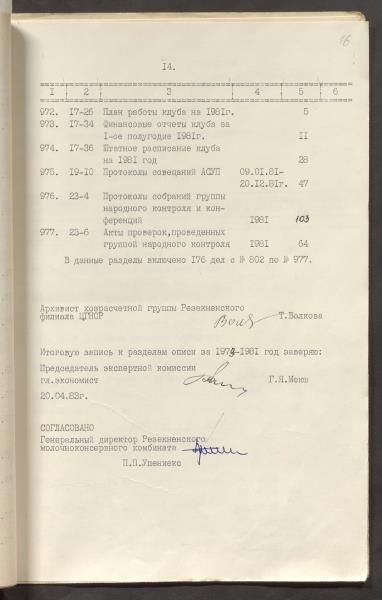 16
14.
1 2 3 4 5 6
972. 17-26 План работы клуба на 1981г. 5
973. 17-34 Финансовые отчеты клуба за
1-ое полугодие 1981г. 11
974. 17-36 Штатное расписание клуба
на 1981 год 28
975. 19-10 Протоколы совещаний АСУП 09.01.81-
20.12.81г. 47
976. 23-4 Протоколы собраний группы
народного контроля и кон-
ференций 1981 103
977. 23-6 Акты проверок,проведенных
группой народного контроля 1981 64
В данные разделы включено 176 дел с № 802 по № 977.
Архивист хозрасчетной группы Резекненского
филиала ЦГНОР Т.Волкова
Итоговую запись к разделам описи за 1979-1981 год заверяю:
Председатель экспертной комиссии
гл.экономист Г.Я.Мекш
20.04.83г.
СОГЛАСОВАНО
Генеральный директор Резекненского
молочноконсервного комбината
П.П.Упениекс